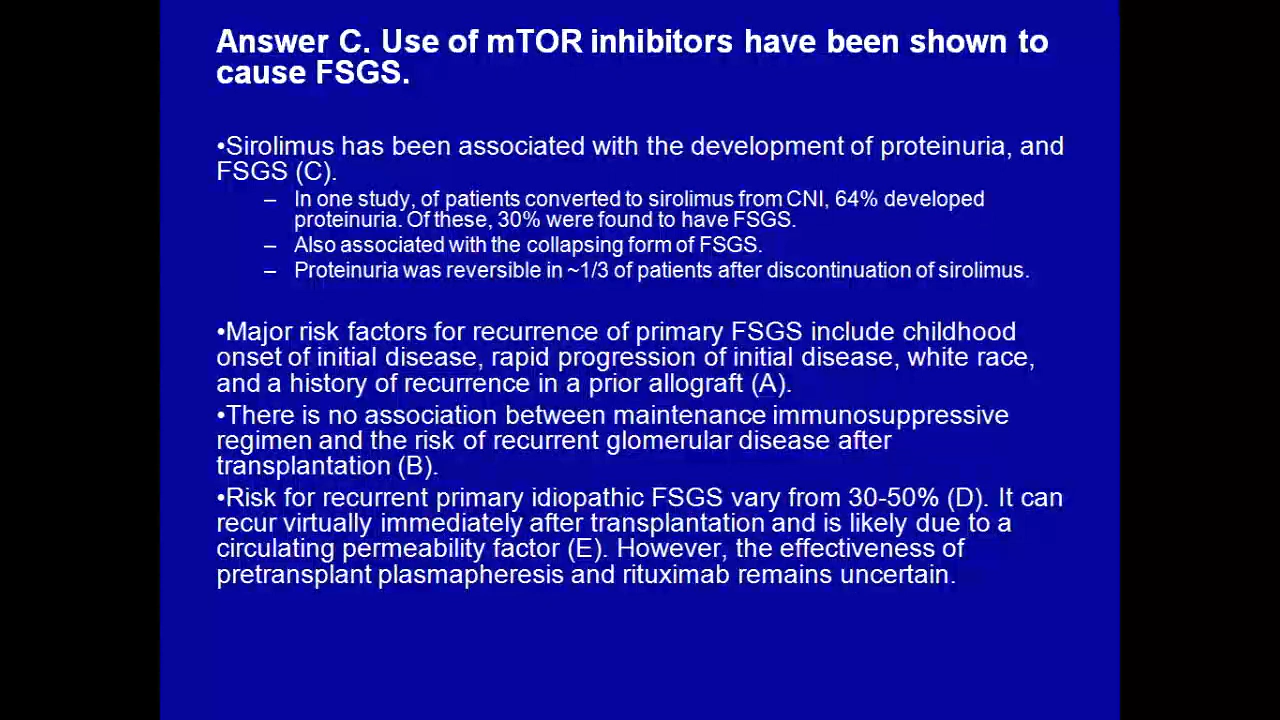 Answer C. Use of mTOR inhibitors have been shown to
cause FSGS.
•Sirolimus has been associated with the development of proteinuria, and
FSGS (C).
– In one study, of patients converted to sirolimus from CNI, 64% developed
proteinuria. Of these, 30% were found to have FSGS.
– Also associated with the collapsing form of FSGS.
– Proteinuria was reversible in ~1/3 of patients after discontinuation of sirolimus.
•Major risk factors for recurrence of primary FSGS include childhood
onset of initial disease, rapid progression of initial disease, white race,
and a history of recurrence in a prior allograft (A).
•There is no association between maintenance immunosuppressive
regimen and the risk of recurrent glomerular disease after
transplantation (B).
•Risk for recurrent primary idiopathic FSGS vary from 30-50% (D). It can
recur virtually immediately after transplantation and is likely due to a
circulating permeability factor (E). However, the effectiveness of
pretransplant plasmapheresis and rituximab remains uncertain.